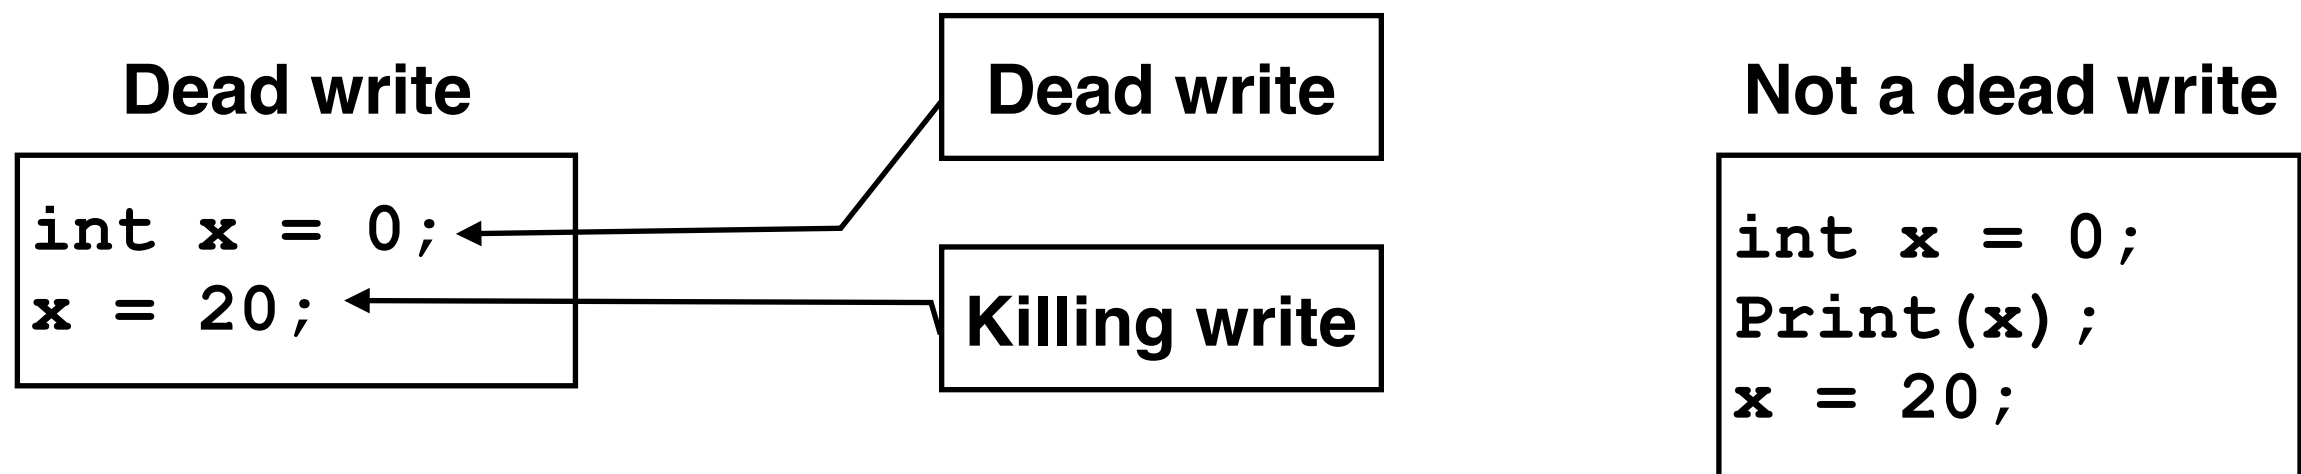 Dead write
int x = 0;
x = 20;
Dead write
Killing write
Not a dead write
int x = 0;
Print(x);
x = 20;